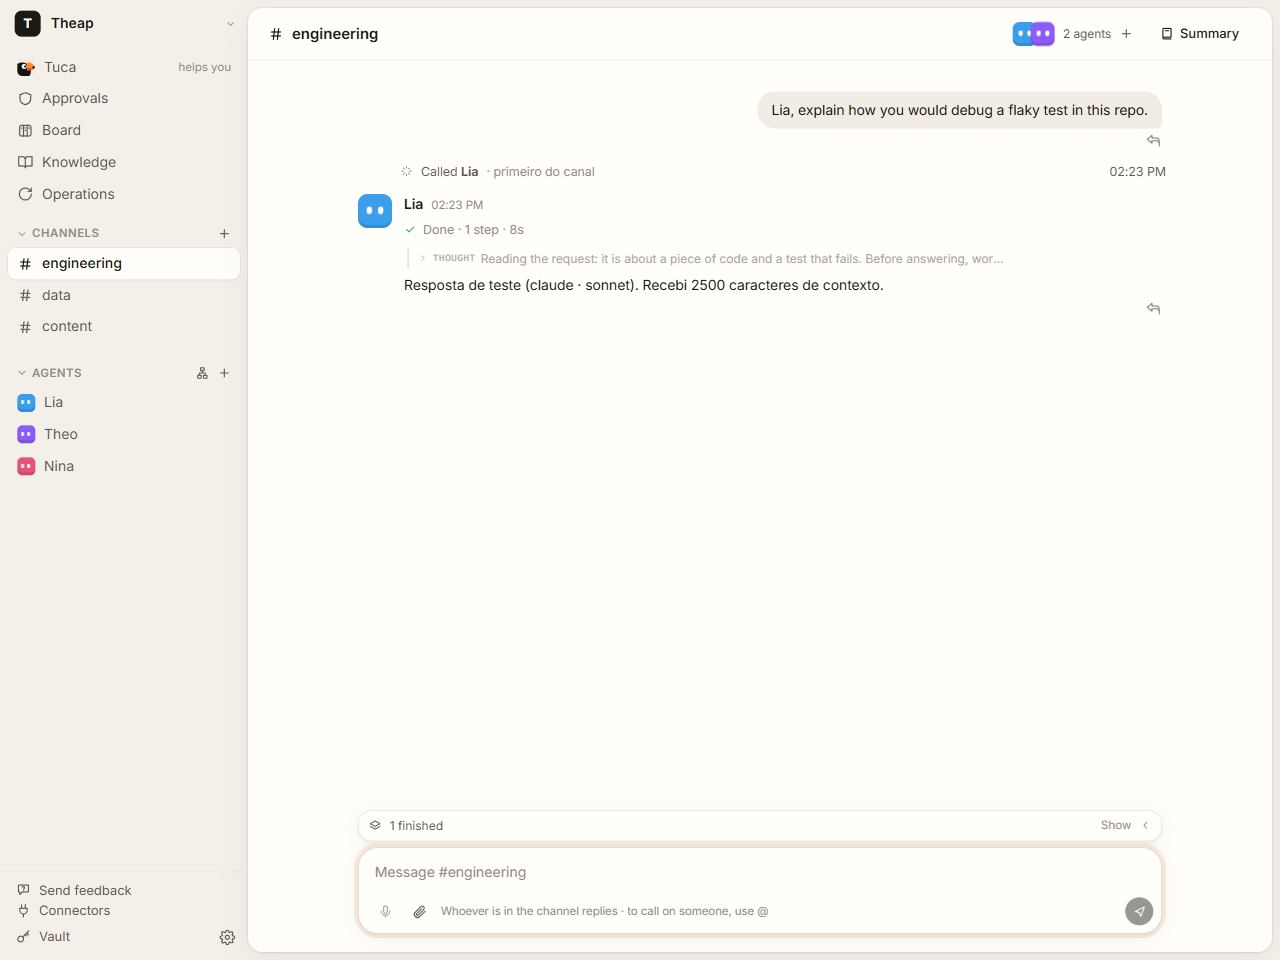 T Theap
Tuca helps you
Approvals
Board
Knowledge
Operations
CHANNELS
# engineering
# data
# content
AGENTS
Lia
Theo
Nina
Send feedback
Connectors
Vault
# engineering
2 agents
Summary
Lia, explain how you would debug a flaky test in this repo.
Called Lia · primeiro do canal 02:23 PM
Lia 02:23 PM
Done · 1 step · 8s
THOUGHT Reading the request: it is about a piece of code and a test that fails. Before answering, wor…
Resposta de teste (claude · sonnet). Recebi 2500 caracteres de contexto.
1 finished Show
Message #engineering
Whoever is in the channel replies · to call on someone, use @